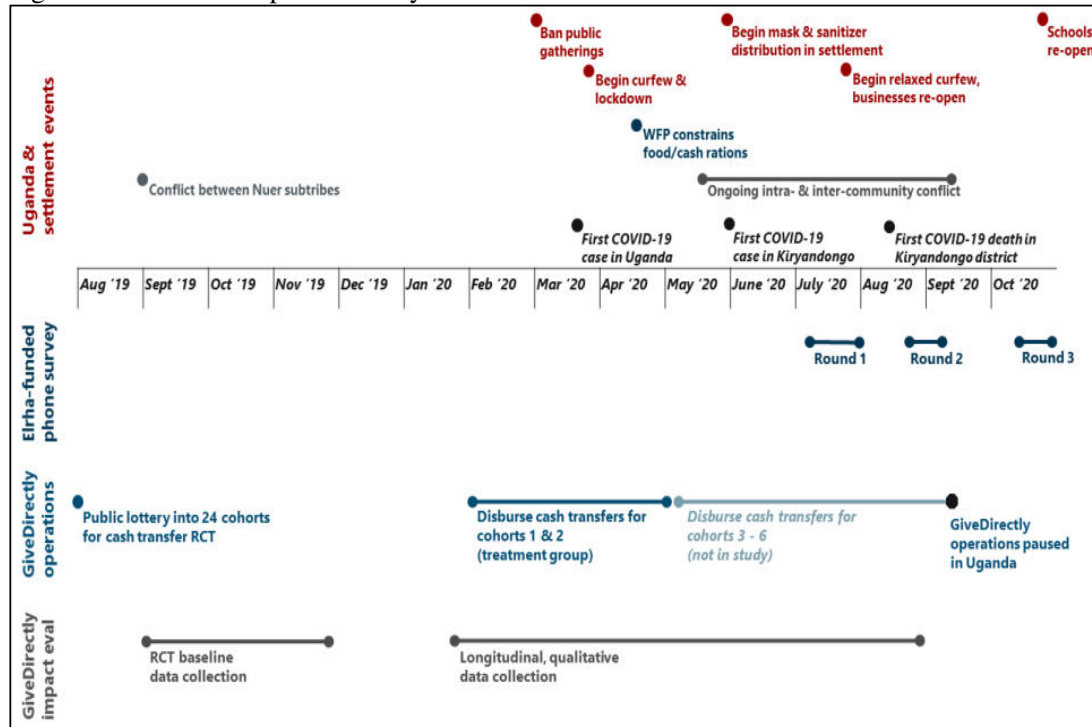 Uganda &
settlement events
Ban public
gatherings
Begin mask & sanitizer
distribution in settlement
Schools
re-open
Begin curfew &
lockdown
Begin relaxed curfew,
businesses re-open
WFP constrains
food/cash rations
Conflict between Nuer subtribes
Ongoing intra- & inter-community conflict
First COVID-19
case in Uganda
First COVID-19
case in Kiryandongo
First COVID-19 death in
Kiryandongo district
Aug '19
Sept '19
Oct '19
Nov '19
Dec '19
Jan '20
Feb '20
Mar '20
Apr '20
May '20
June '20
July '20
Aug '20
Sept '20
Oct '20
Elrha-funded
phone survey
Round 1
Round 2
Round 3
GiveDirectly
operations
Public lottery into 24 cohorts
for cash transfer RCT
Disburse cash transfers for
cohorts 1 & 2
(treatment group)
Disburse cash transfers for
cohorts 3 - 6
(not in study)
GiveDirectly
operations paused
in Uganda
GiveDirectly
impact eval
RCT baseline
data collection
Longitudinal, qualitative
data collection